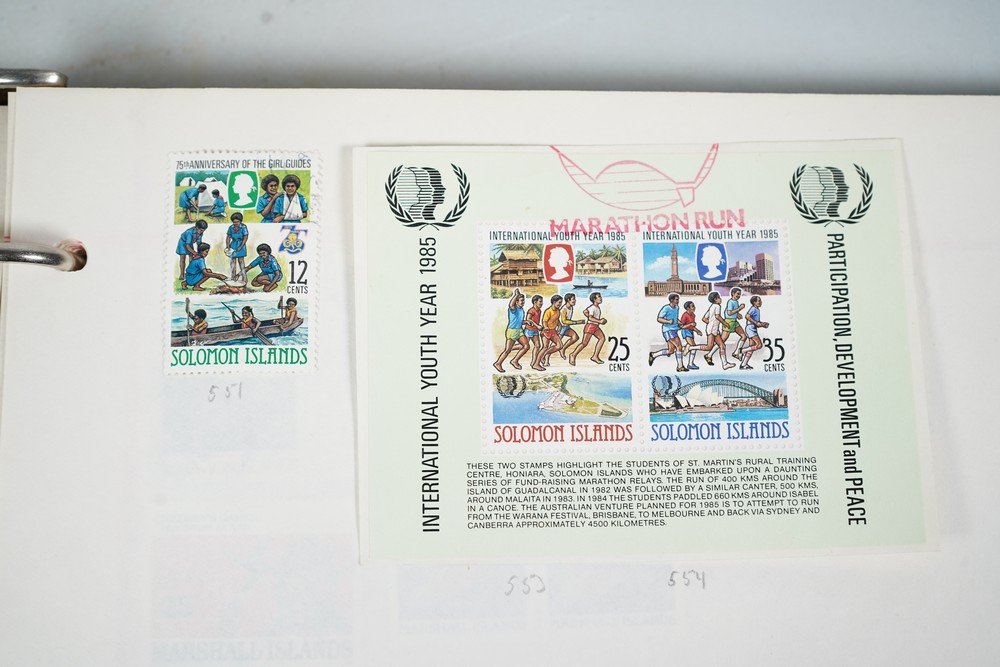 75th ANNIVERSARY OF THE GIRL GUIDES
75
12
CENTS
SOLOMON ISLANDS
551
MARATHON RUN
INTERNATIONAL YOUTH YEAR 1985
INTERNATIONAL YOUTH YEAR 1985
25
CENTS
SOLOMON ISLANDS
INTERNATIONAL YOUTH YEAR 1985
35
CENTS
SOLOMON ISLANDS
PARTICIPATION, DEVELOPMENT and PEACE
THESE TWO STAMPS HIGHLIGHT THE STUDENTS OF ST. MARTIN'S RURAL TRAINING
CENTRE, HONIARA, SOLOMON ISLANDS WHO HAVE EMBARKED UPON A DAUNTING
SERIES OF FUND-RAISING MARATHON RELAYS. THE RUN OF 400 KMS AROUND THE
ISLAND OF GUADALCANAL IN 1982 WAS FOLLOWED BY A SIMILAR CANTER, 500 KMS.
AROUND MALAITA IN 1983. IN 1984 THE STUDENTS PADDLED 660 KMS AROUND ISABEL
IN A CANOE. THE AUSTRALIAN VENTURE PLANNED FOR 1985 IS TO ATTEMPT TO RUN
FROM THE WARANA FESTIVAL, BRISBANE, TO MELBOURNE AND BACK VIA SYDNEY AND
CANBERRA APPROXIMATELY 4500 KILOMETRES.
553
554
MARSHALL ISLANDS